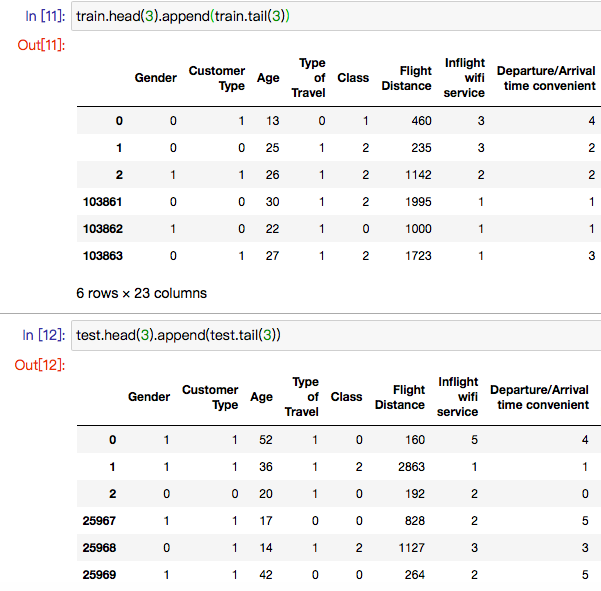 In [11]: train.head(3).append(train.tail(3))
Out[11]:
Gender Customer Type Age Type of Travel Class Flight Distance Inflight wifi service Departure/Arrival time convenient
0 0 1 13 0 1 460 3 4
1 0 0 25 1 2 235 3 2
2 1 1 26 1 2 1142 2 2
103861 0 0 30 1 2 1995 1 1
103862 1 0 22 1 0 1000 1 1
103863 0 1 27 1 2 1723 1 3
6 rows × 23 columns
In [12]: test.head(3).append(test.tail(3))
Out[12]:
Gender Customer Type Age Type of Travel Class Flight Distance Inflight wifi service Departure/Arrival time convenient
0 1 1 52 1 0 160 5 4
1 1 1 36 1 2 2863 1 1
2 0 0 20 1 0 192 2 0
25967 1 1 17 0 0 828 2 5
25968 0 1 14 1 2 1127 3 3
25969 1 1 42 0 0 264 2 5